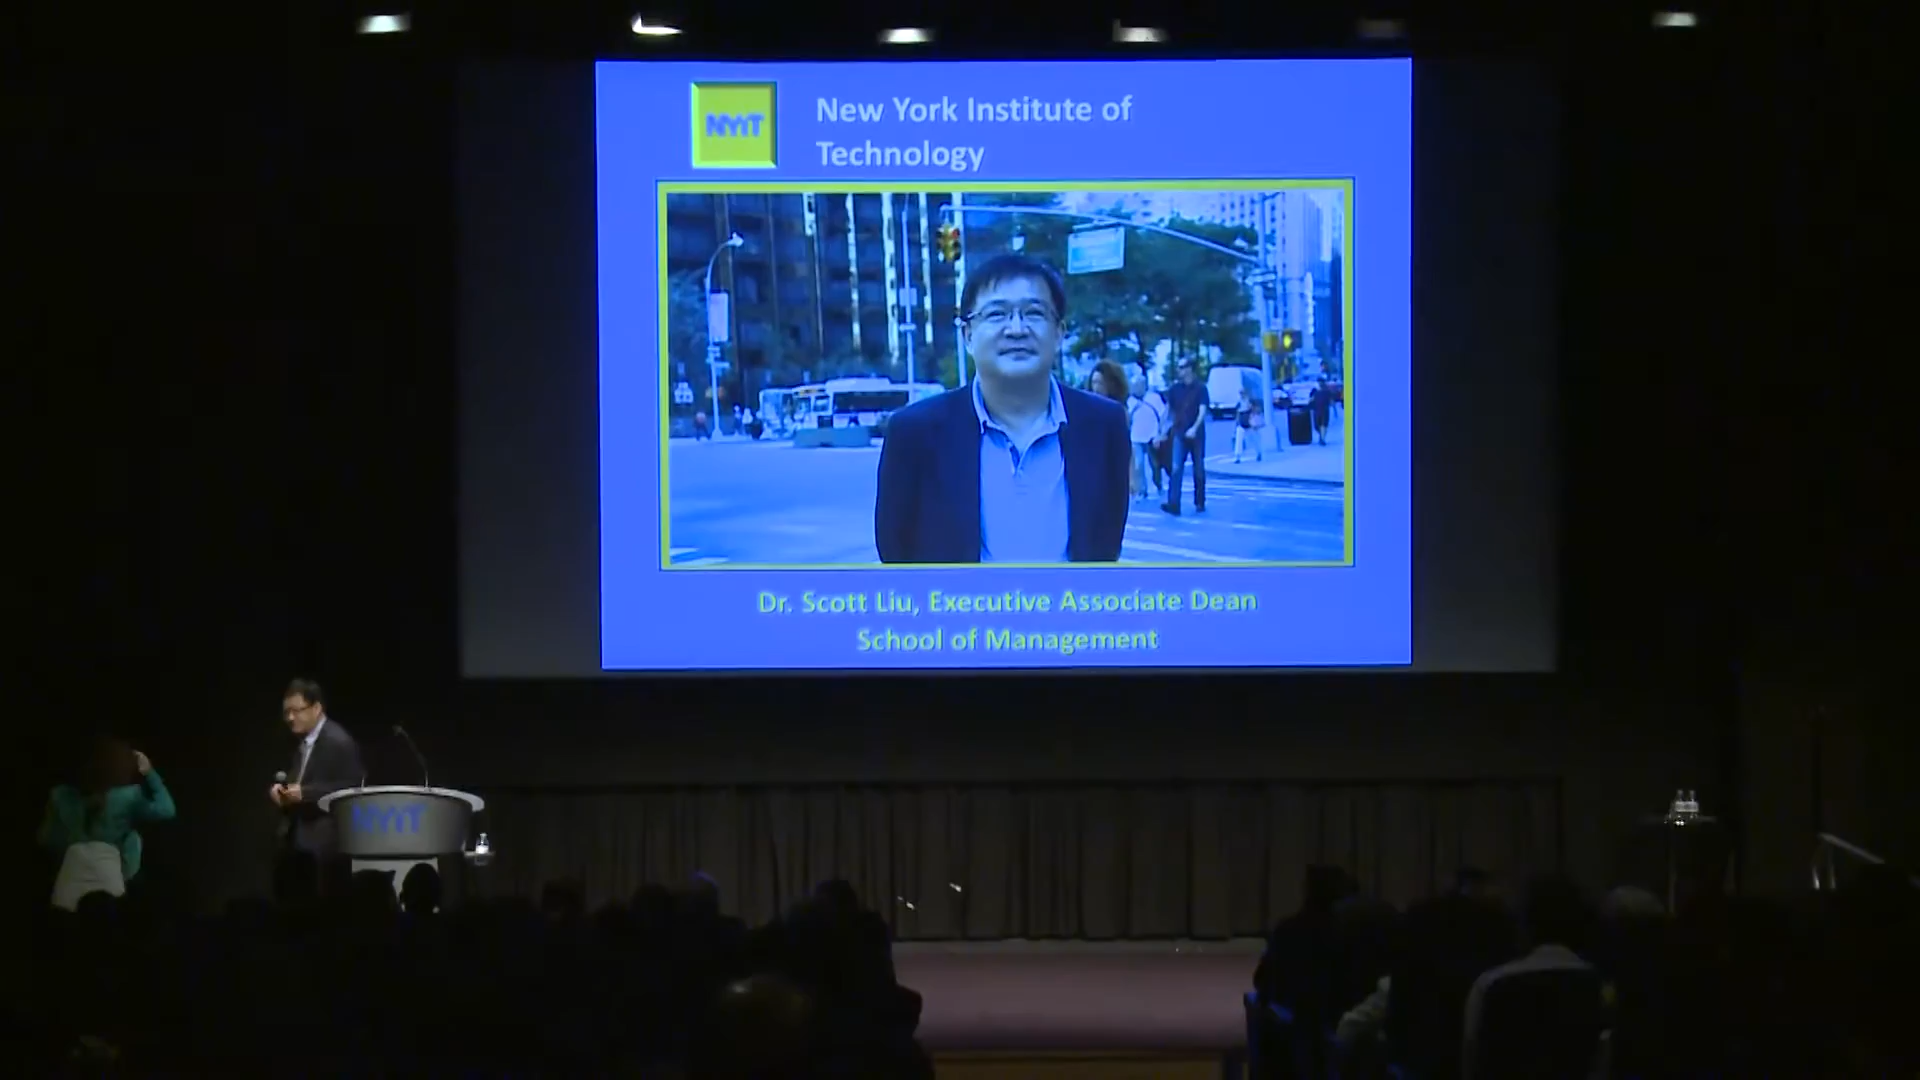 NYIT
New York Institute of
Technology
Dr. Scott Liu, Executive Associate Dean
School of Management
NYIT